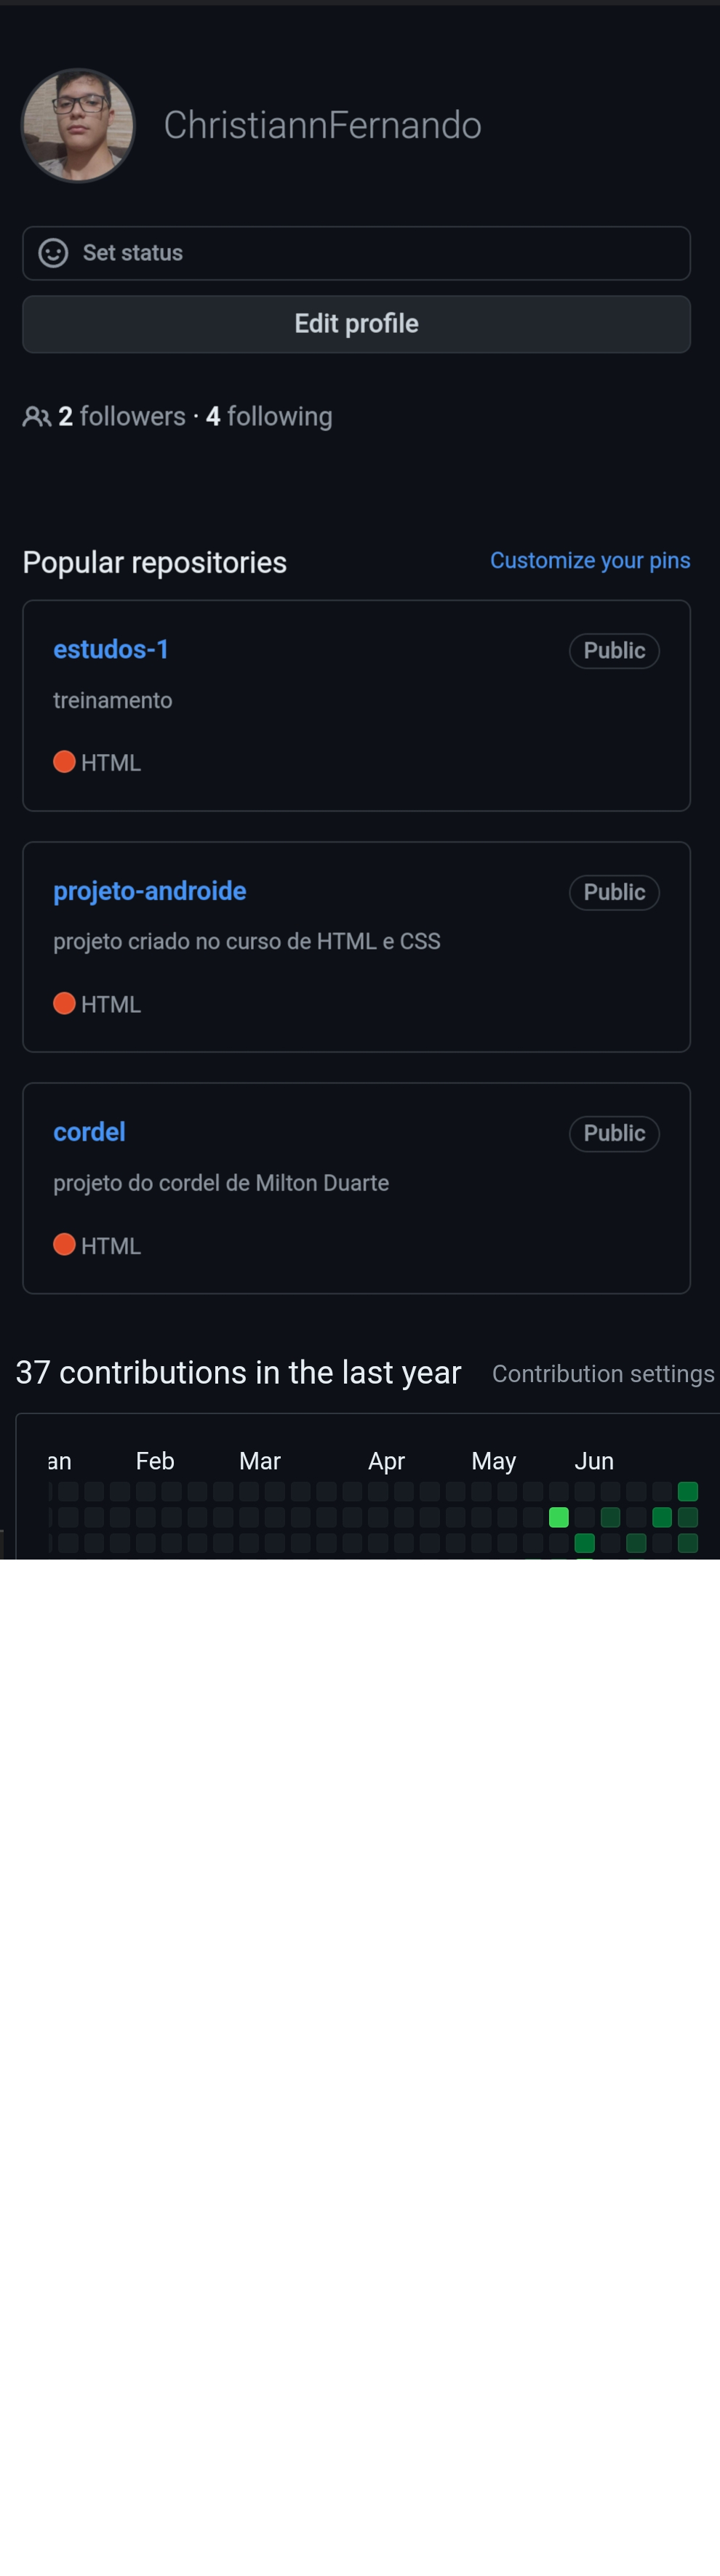 ChristiannFernando
Set status
Edit profile
2 followers · 4 following
Popular repositories
Customize your pins
estudos-1
Public
treinamento
HTML
projeto-androide
Public
projeto criado no curso de HTML e CSS
HTML
cordel
Public
projeto do cordel de Milton Duarte
HTML
37 contributions in the last year
Contribution settings
an Feb Mar Apr May Jun